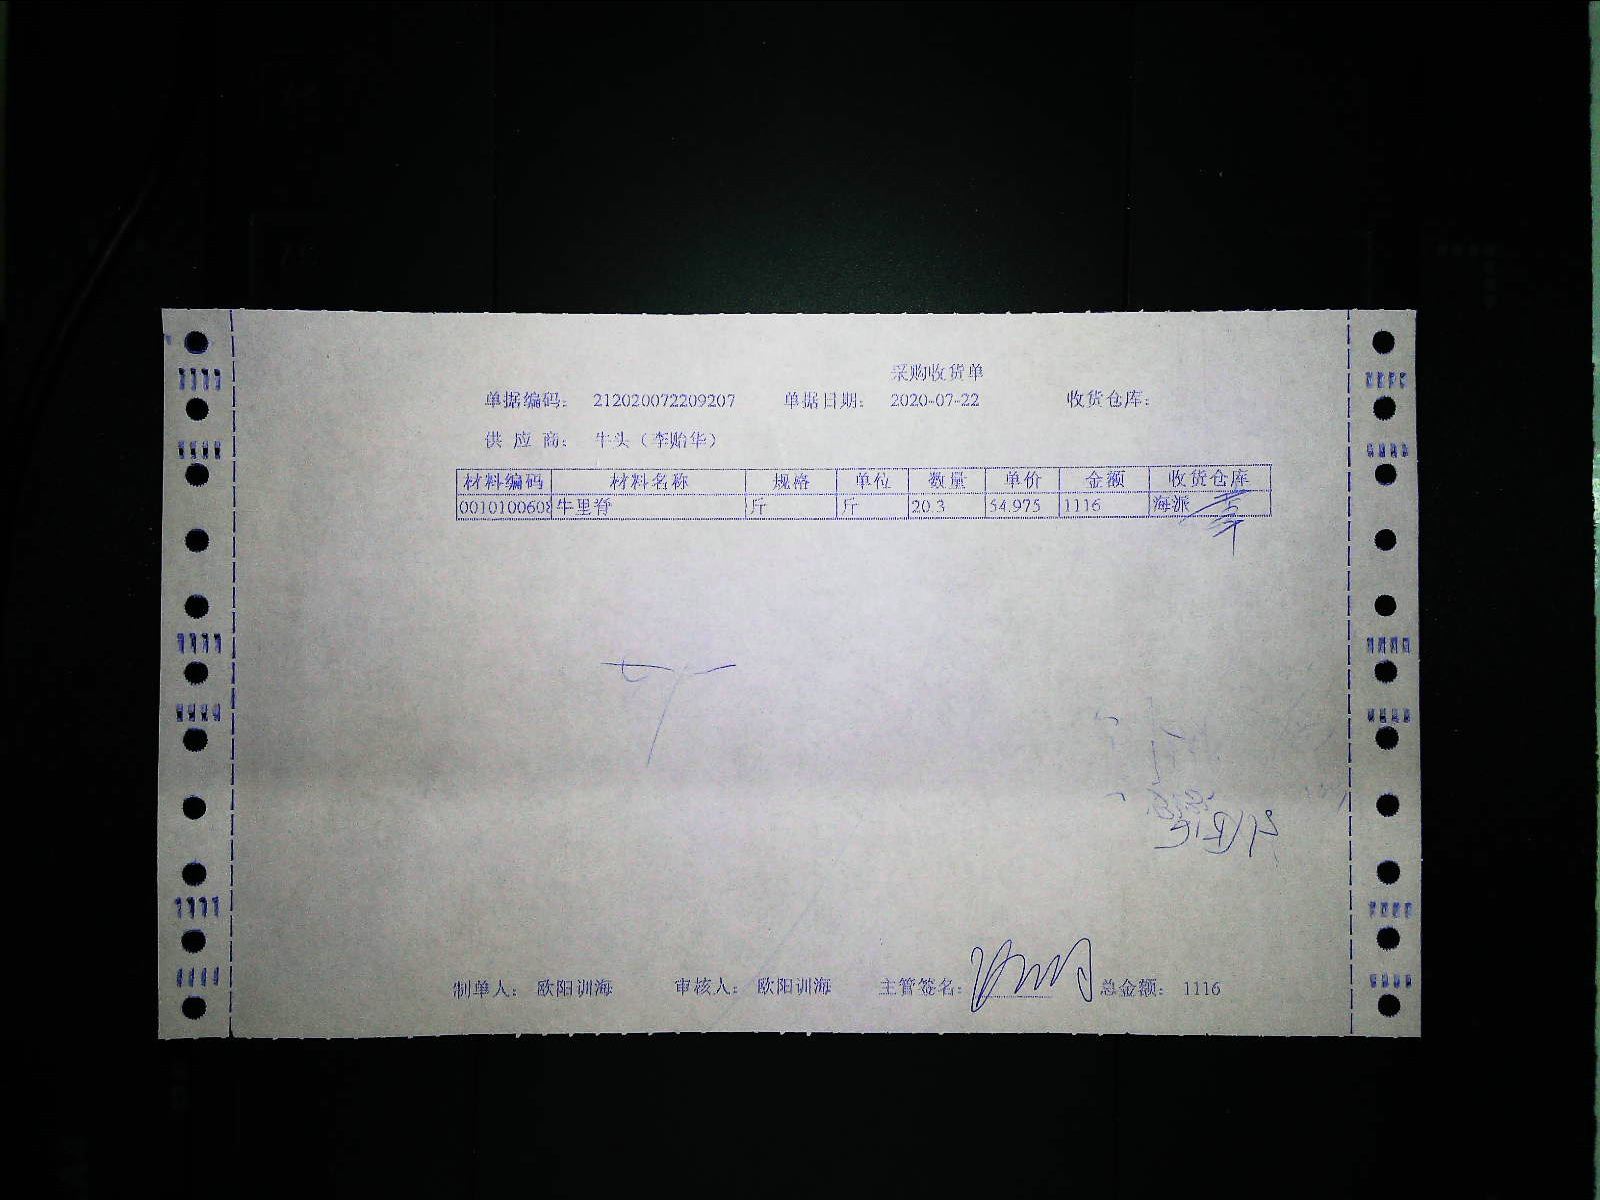 采购收货单
单据编码： 212020072209207 单据日期： 2020-07-22 收货仓库：
供 应 商： 牛头（李贻华）
材料编码 材料名称 规格 单位 数量 单价 金额 收货仓库
0010100608 牛里脊 斤 斤 20.3 54.975 1116 海派
制单人： 欧阳训海 审核人： 欧阳训海 主管签名： 总金额： 1116